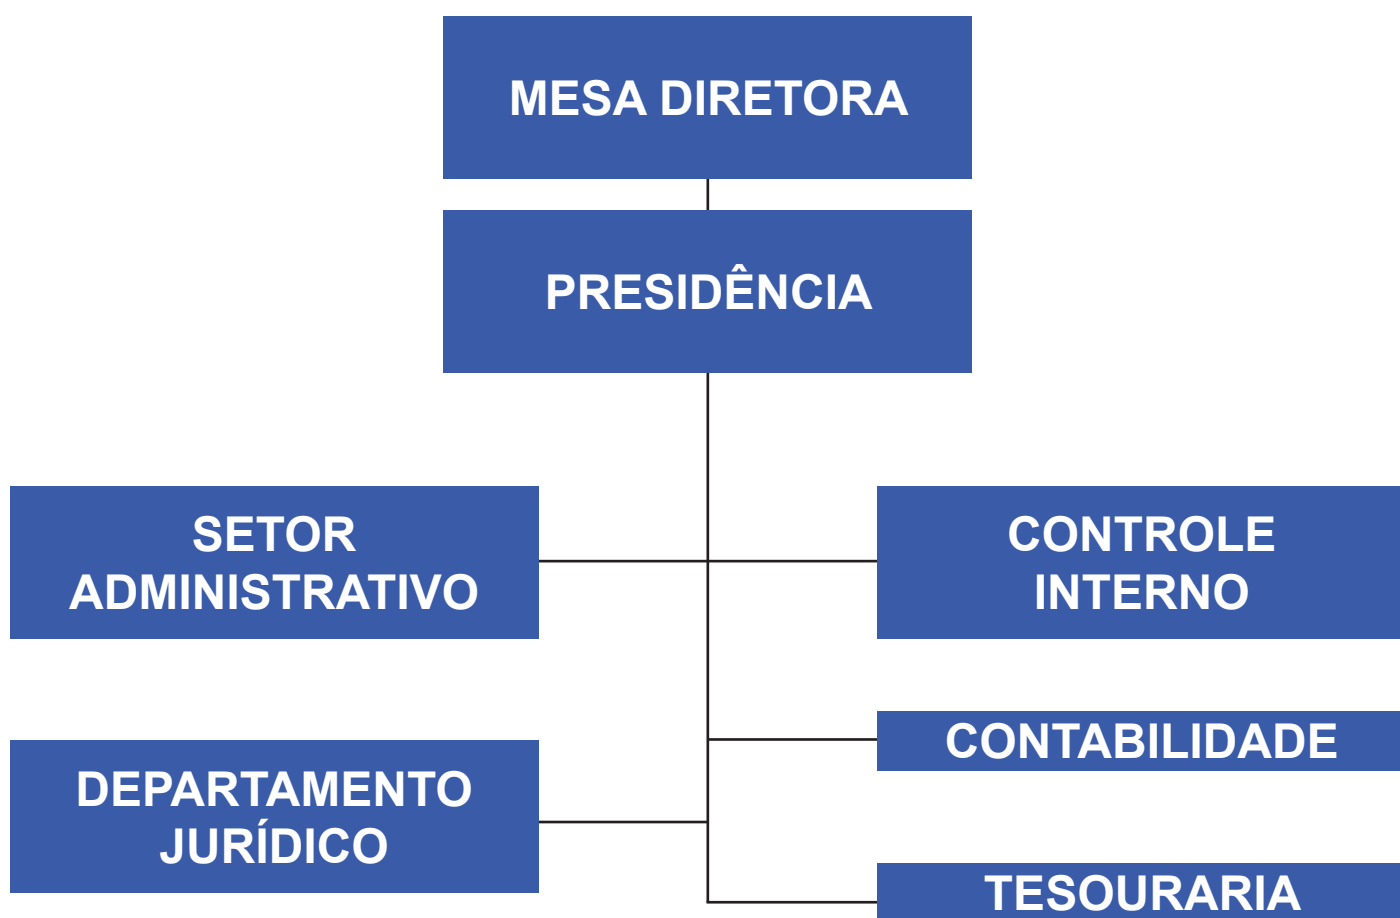 MESA DIRETORA
PRESIDÊNCIA
SETOR
ADMINISTRATIVO
CONTROLE
INTERNO
DEPARTAMENTO
JURÍDICO
CONTABILIDADE
TESOURARIA